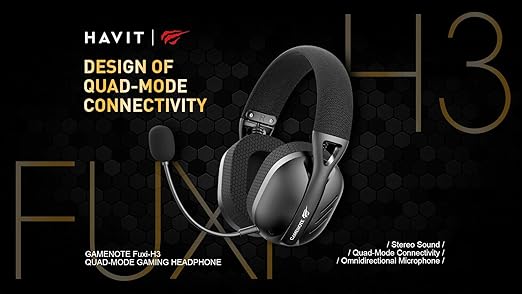 HAVIT
DESIGN OF
QUAD-MODE
CONNECTIVITY
H3
FUXI
GAMENOTE
GAMENOTE Fuxi-H3
QUAD-MODE GAMING HEADPHONE
/ Stereo Sound /
/ Quad-Mode Connectivity /
/ Omnidirectional Microphone /